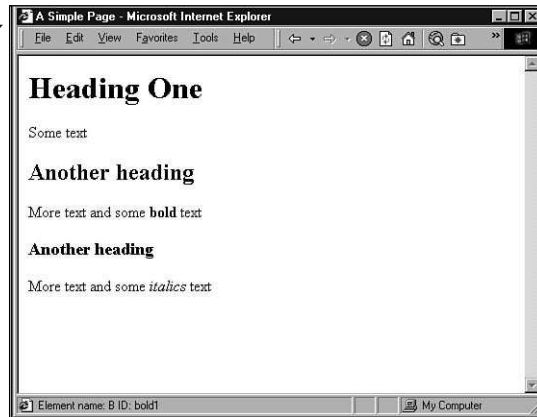 A Simple Page - Microsoft Internet Explorer
File Edit View Favorites Tools Help »
Heading One
Some text
Another heading
More text and some bold text
Another heading
More text and some italics text
Element name: B ID: bold1 My Computer